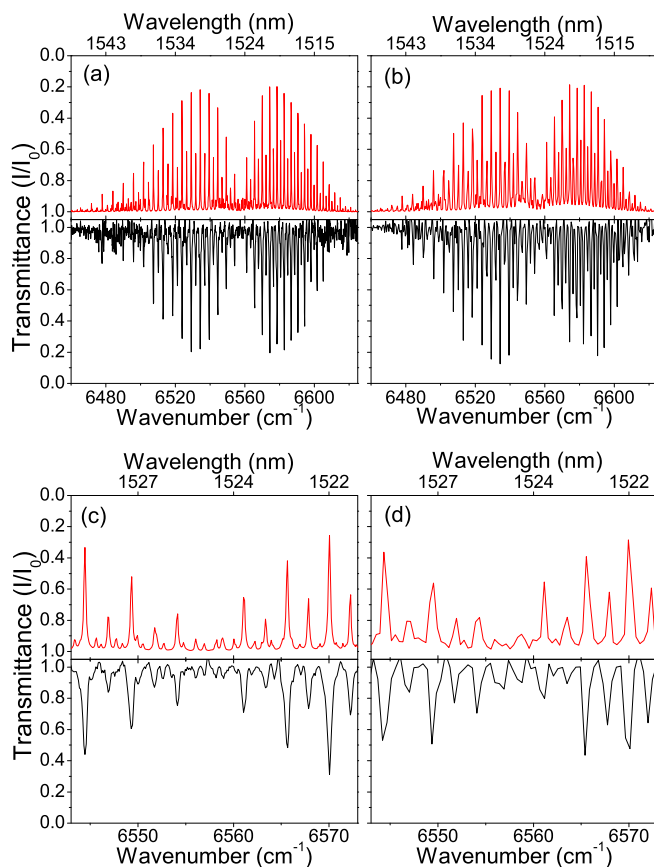 Wavelength (nm) Wavelength (nm)
1543 1534 1524 1515 1543 1534 1524 1515
(a) (b)
0.0
0.2
0.4
0.6
0.8
1.0
1.0
0.8
0.6
0.4
0.2
0.0
Transmittance (I/I0)
6480 6520 6560 6600 6480 6520 6560 6600
Wavenumber (cm-1) Wavenumber (cm-1)
Wavelength (nm) Wavelength (nm)
1527 1524 1522 1527 1524 1522
(c) (d)
0.0
0.2
0.4
0.6
0.8
1.0
1.0
0.8
0.6
0.4
0.2
0.0
Transmittance (I/I0)
6550 6560 6570 6550 6560 6570
Wavenumber (cm-1) Wavenumber (cm-1)